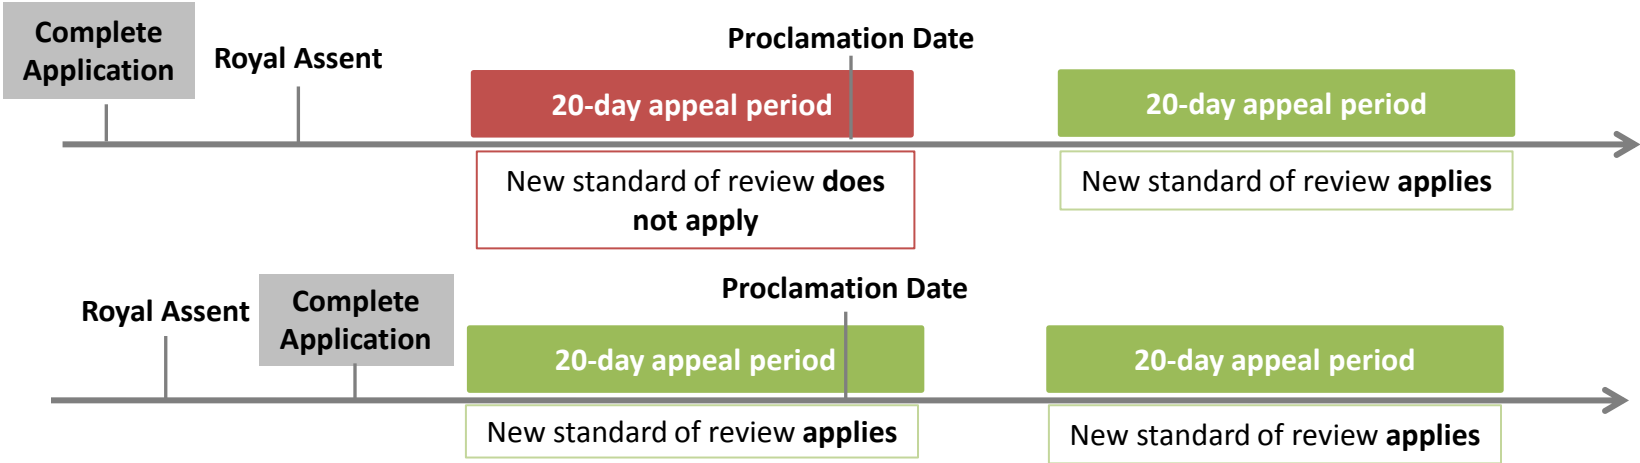 Complete
Application
Royal Assent
Proclamation Date
20-day appeal period
20-day appeal period
New standard of review does
not apply
New standard of review applies
Royal Assent
Complete
Application
Proclamation Date
20-day appeal period
20-day appeal period
New standard of review applies
New standard of review applies